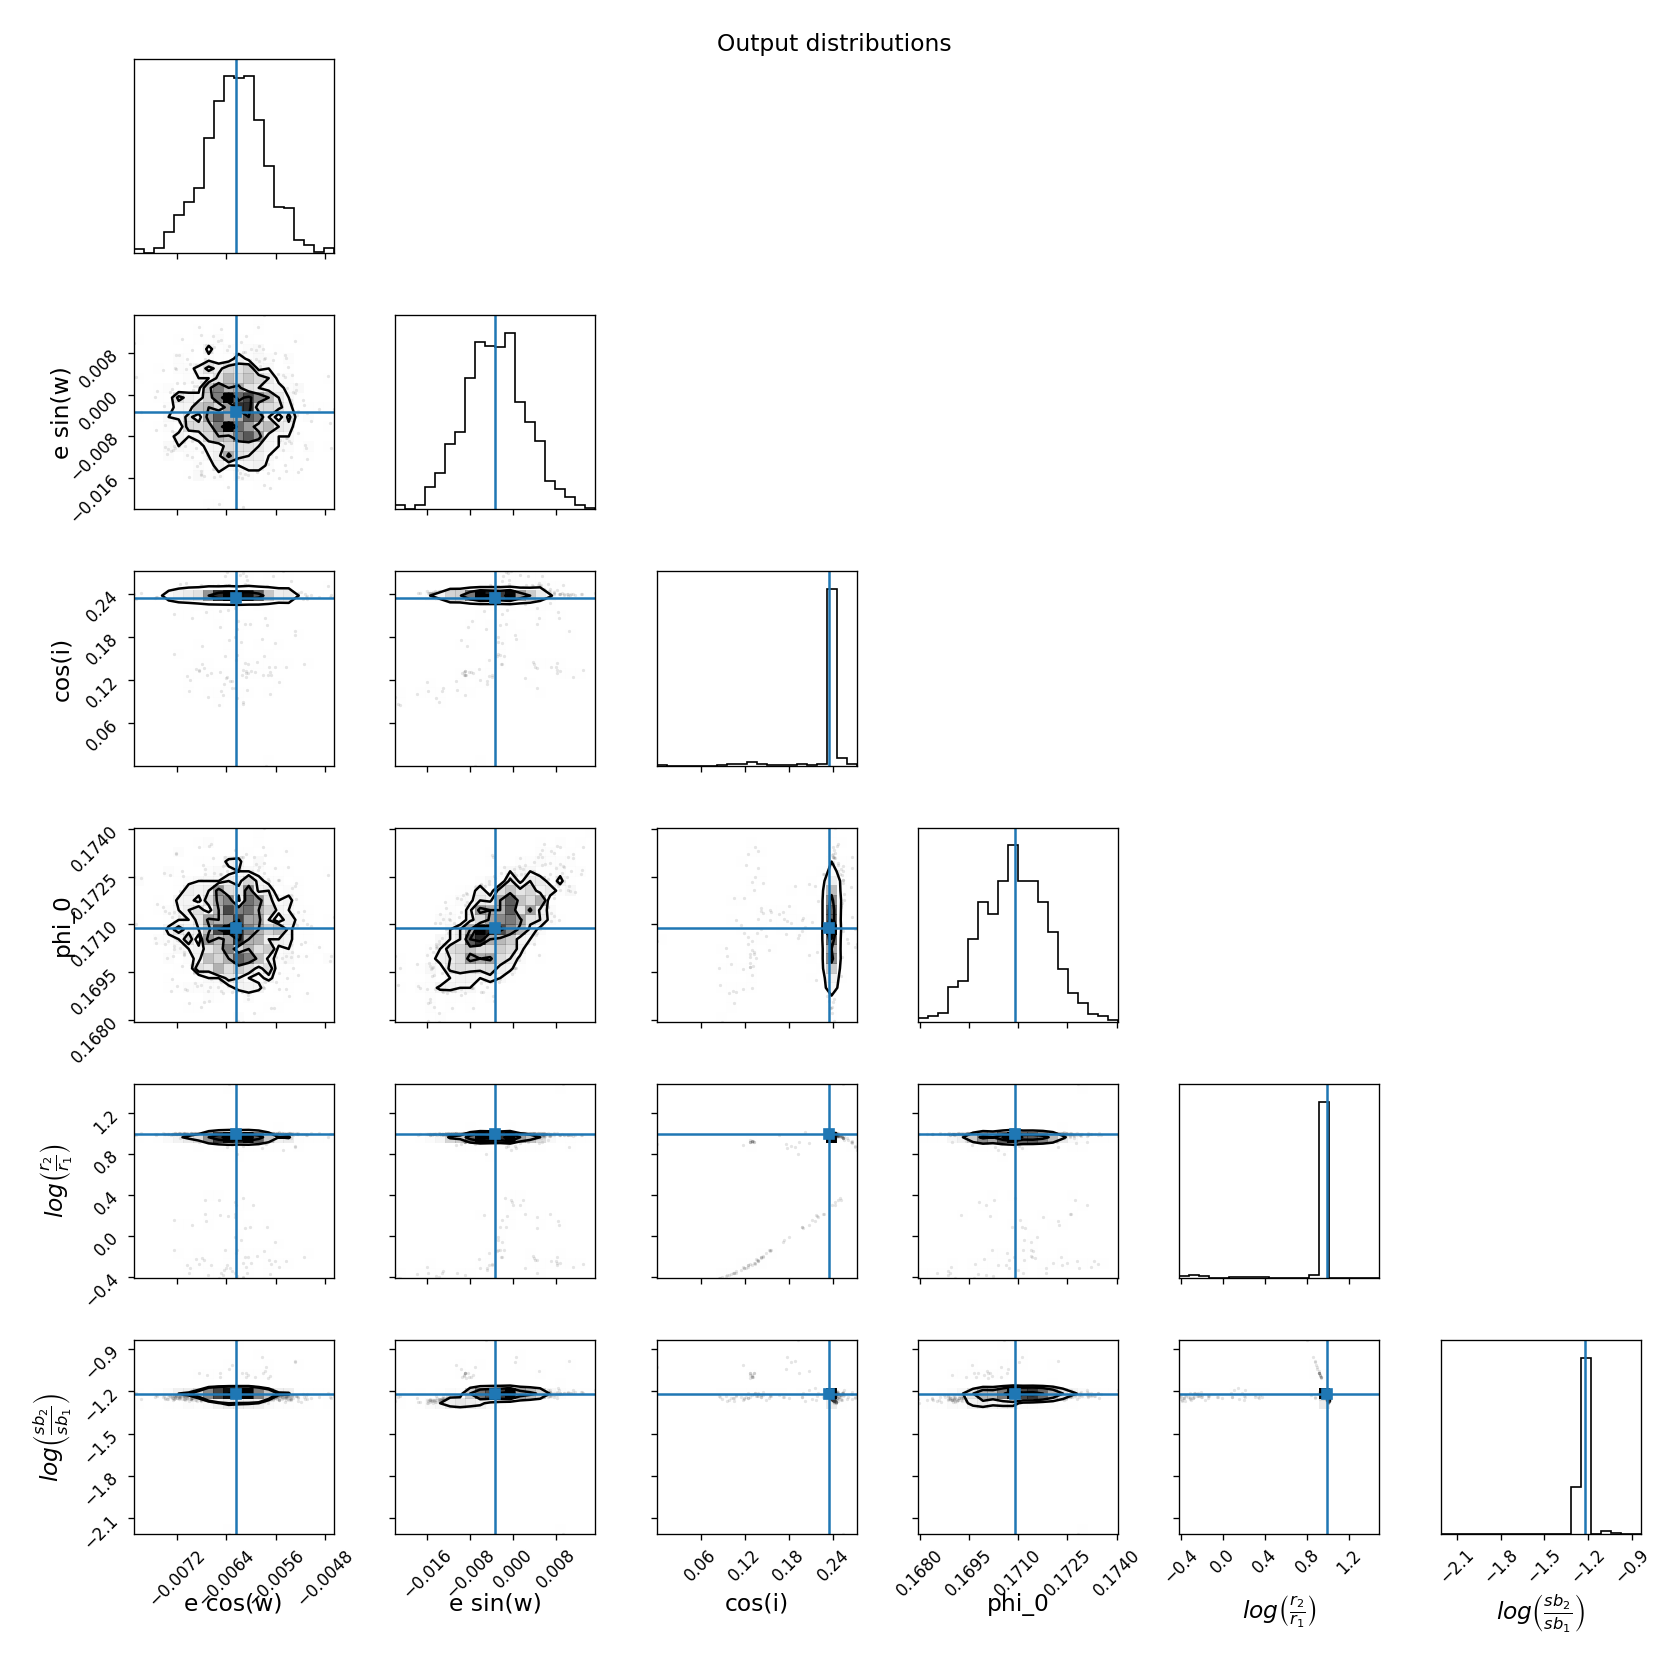 Output distributions
e sin(w)
0.008
0.000
−0.008
−0.016
cos(i)
0.24
0.18
0.12
0.06
phi_0
0.1740
0.1725
0.1710
0.1695
0.1680
log(r₂/r₁)
1.2
0.8
0.4
0.0
−0.4
log(sb₂/sb₁)
−0.9
−1.2
−1.5
−1.8
−2.1
−0.0072 −0.0064 −0.0056 −0.0048
−0.016 −0.008 0.000 0.008
0.06 0.12 0.18 0.24
0.1680 0.1695 0.1710 0.1725 0.1740
−0.4 0.0 0.4 0.8 1.2
−2.1 −1.8 −1.5 −1.2 −0.9
e cos(w) e sin(w) cos(i) phi_0 log(r₂/r₁) log(sb₂/sb₁)